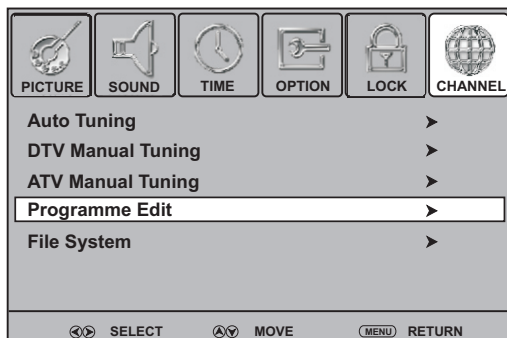 PICTURE SOUND TIME OPTION LOCK CHANNEL
Auto Tuning
DTV Manual Tuning
ATV Manual Tuning
Programme Edit
File System
SELECT MOVE MENU RETURN